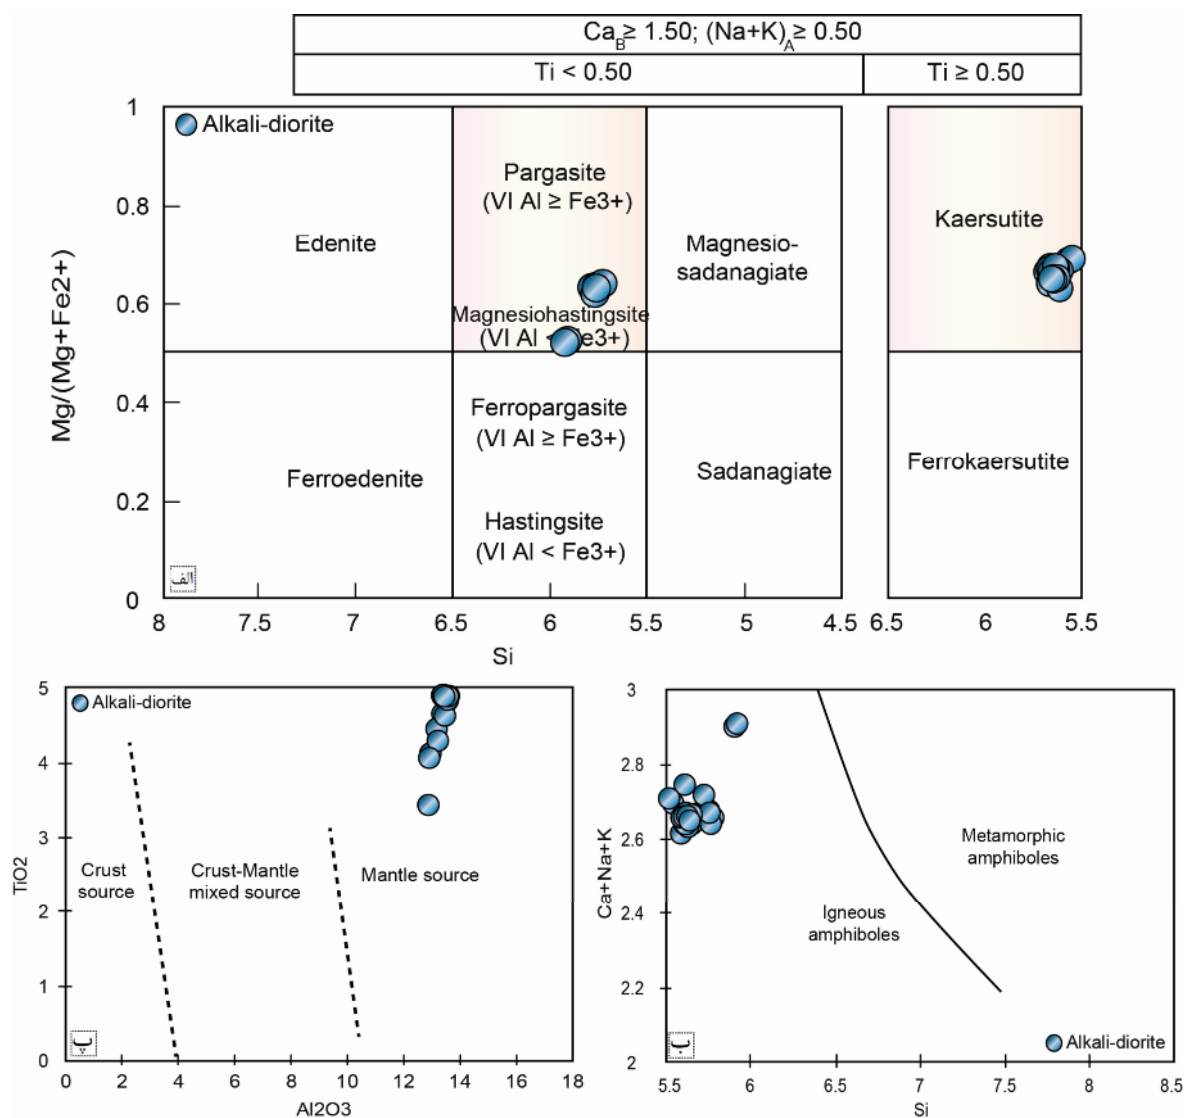 Ca_B ≥ 1.50; (Na+K)_A ≥ 0.50
Ti < 0.50
Ti ≥ 0.50
Mg/(Mg+Fe2+)
1
0.8
0.6
0.4
0.2
0
Alkali-diorite
Edenite
Pargasite
(VI Al ≥ Fe3+)
Magnesiohastingsite
(VI Al < Fe3+)
Magnesio-
sadanagiate
Kaersutite
Ferroedenite
Ferropargasite
(VI Al ≥ Fe3+)
Hastingsite
(VI Al < Fe3+)
Sadanagiate
Ferrokaersutite
الف
8
7.5
7
6.5
6
5.5
5
4.5
6.5
6
5.5
Si
TiO2
5
4
3
2
1
0
Alkali-diorite
Crust
source
Crust-Mantle
mixed source
Mantle source
پ
0
2
4
6
8
10
12
14
16
18
Al2O3
Ca+Na+K
3
2.8
2.6
2.4
2.2
2
Metamorphic
amphiboles
Igneous
amphiboles
ب
Alkali-diorite
5.5
6
6.5
7
7.5
8
8.5
Si